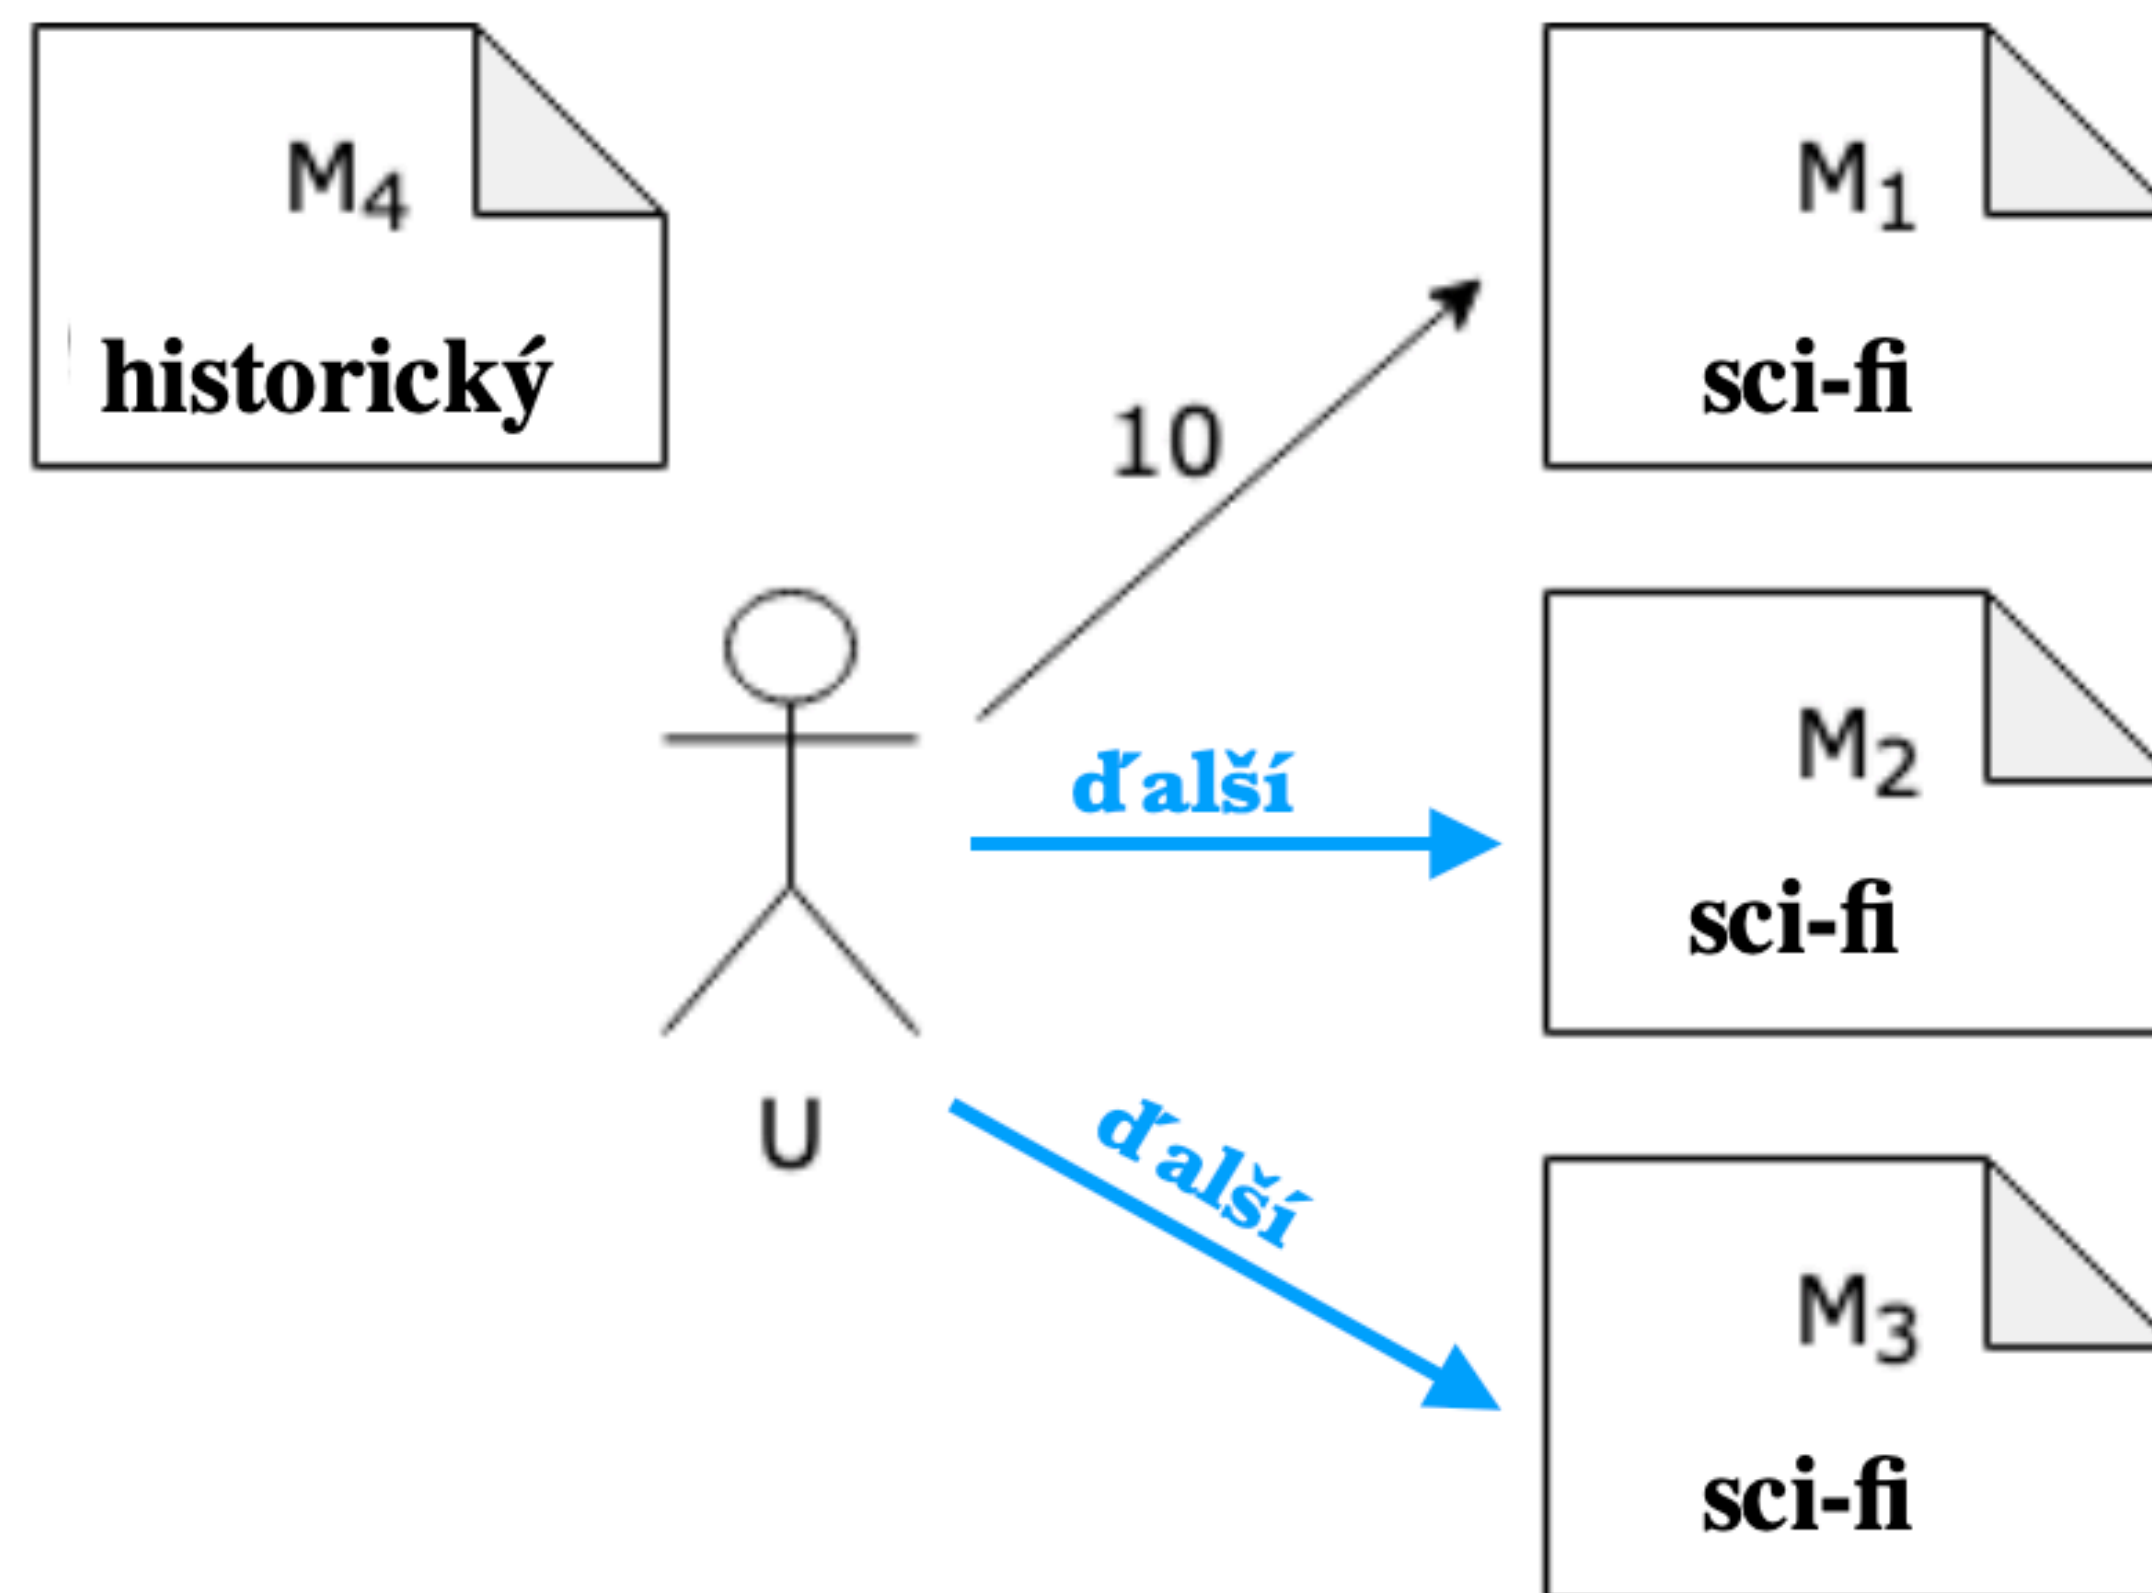 M₄
historický
M₁
sci-fi
10
ďalší
M₂
sci-fi
U
ďalší
M₃
sci-fi